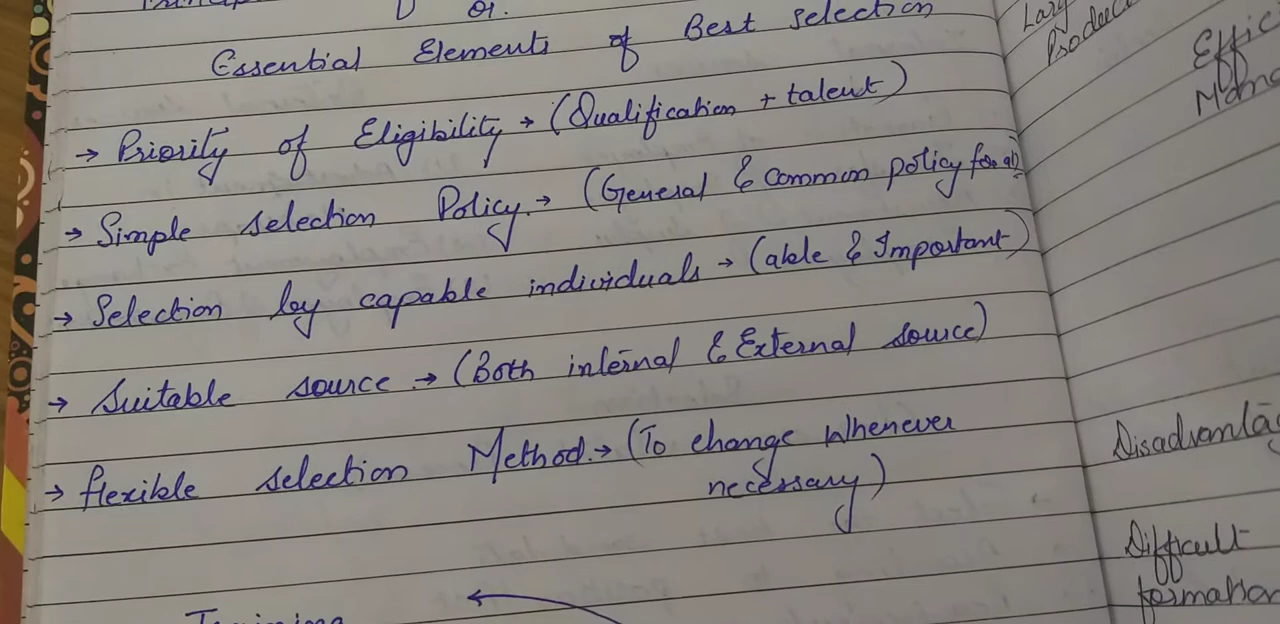 or.
Essential Elements of Best selection
→ Priority of Eligibility → (Qualification + talent)
→ Simple selection Policy. → (General & Common policy for all)
→ Selection by capable individuals → (able & Important)
→ Suitable source → (Both internal & External source)
→ flexible selection Method. → (To change Whenever
necessary)
Training
Difficult